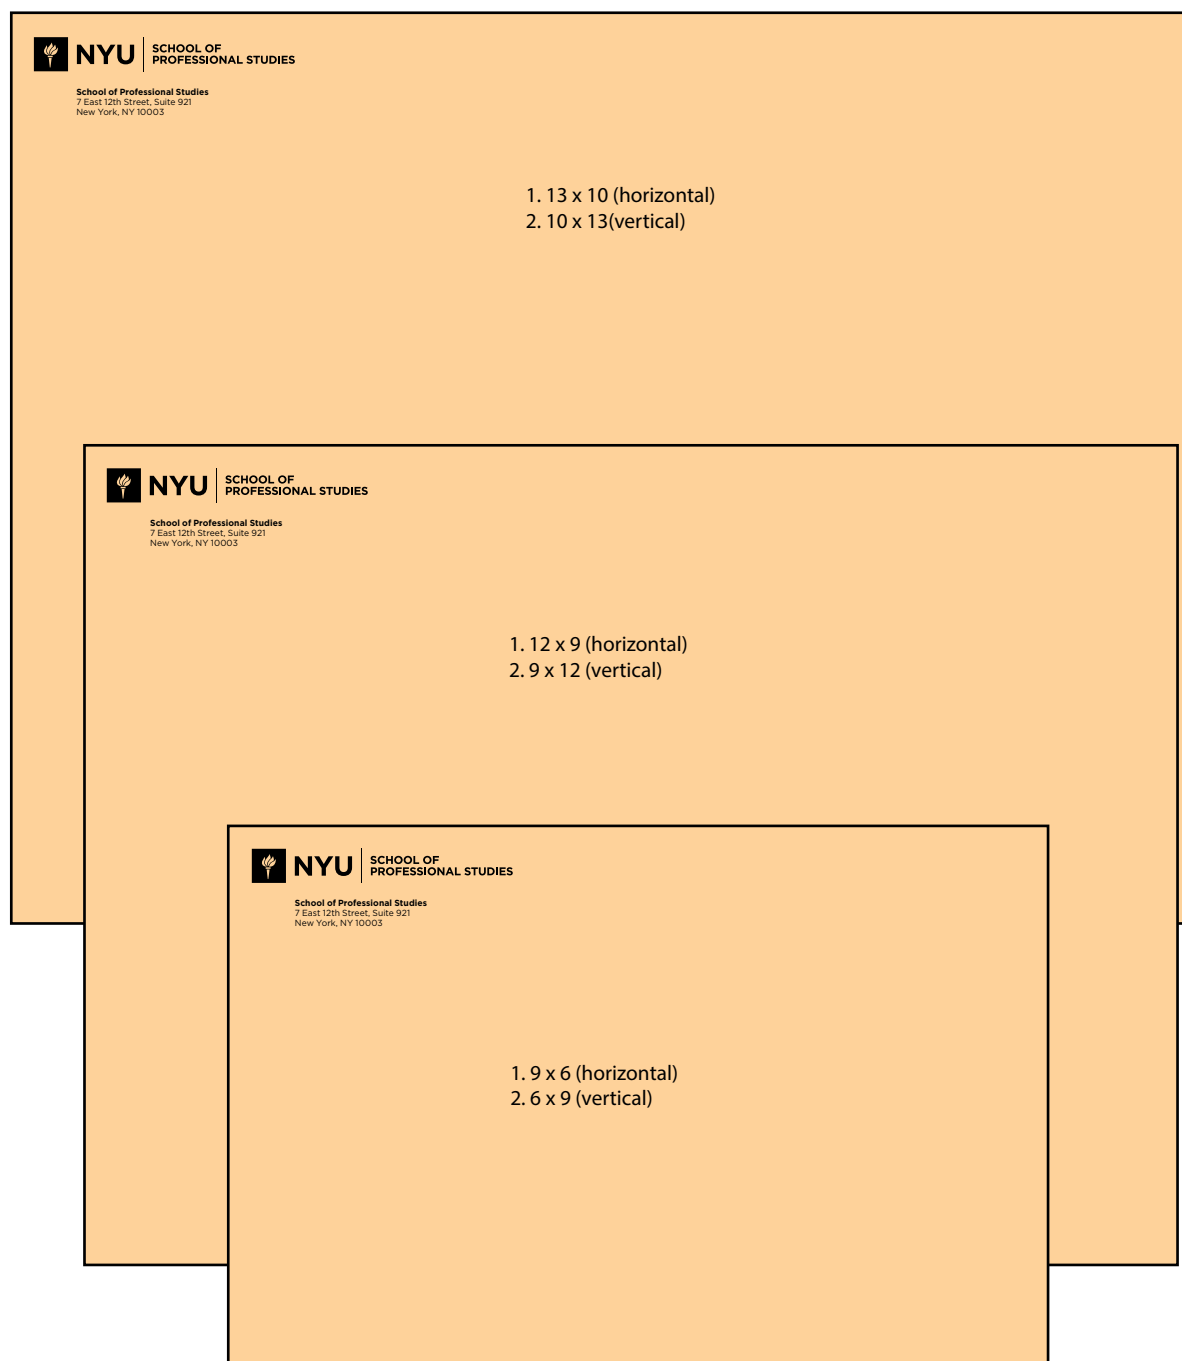 NYU
SCHOOL OF
PROFESSIONAL STUDIES
School of Professional Studies
7 East 12th Street, Suite 921
New York, NY 10003
1. 13 x 10 (horizontal)
2. 10 x 13(vertical)
NYU
SCHOOL OF
PROFESSIONAL STUDIES
School of Professional Studies
7 East 12th Street, Suite 921
New York, NY 10003
1. 12 x 9 (horizontal)
2. 9 x 12 (vertical)
NYU
SCHOOL OF
PROFESSIONAL STUDIES
School of Professional Studies
7 East 12th Street, Suite 921
New York, NY 10003
1. 9 x 6 (horizontal)
2. 6 x 9 (vertical)